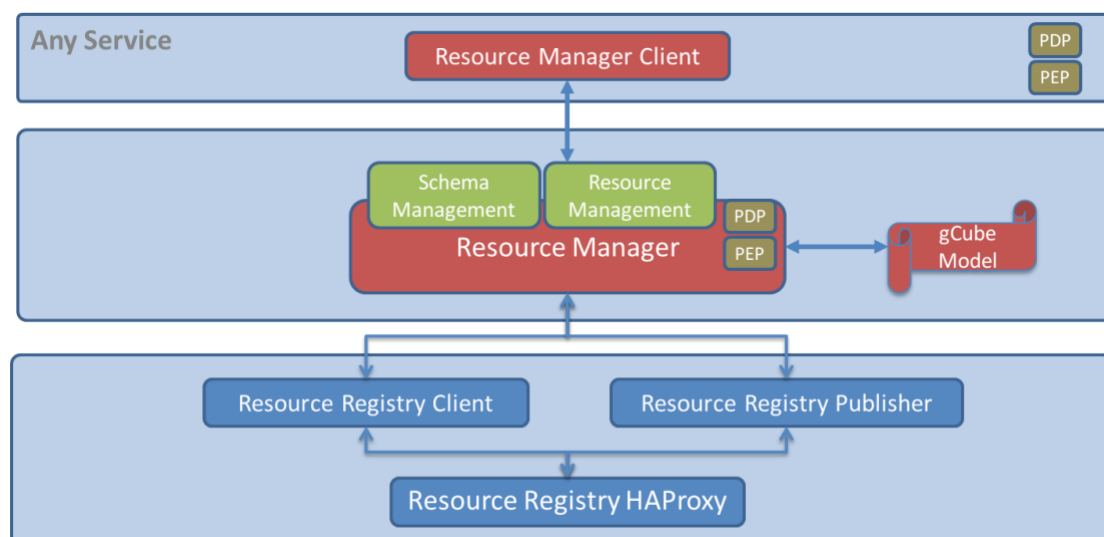 Any Service
Resource Manager Client
PDP
PEP
Schema
Management
Resource
Management
PDP
PEP
Resource Manager
gCube
Model
Resource Registry Client
Resource Registry Publisher
Resource Registry HAProxy